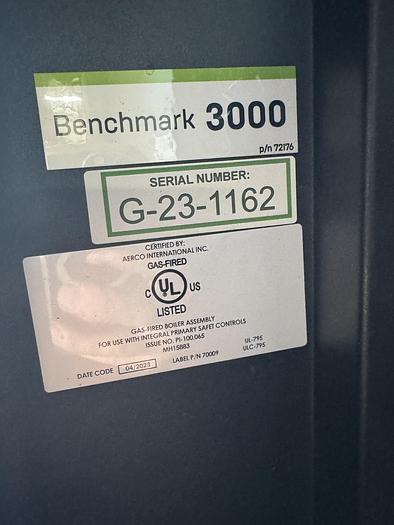 Benchmark 3000
p/n 72176
SERIAL NUMBER:
G-23-1162
CERTIFIED BY:
AERCO INTERNATIONAL INC.
GAS-FIRED
C UL US
LISTED
GAS-FIRED BOILER ASSEMBLY
FOR USE WITH INTEGRAL PRIMARY SAFET CONTROLS
ISSUE NO. PI-100,065 UL-795
MH15883 ULC-795
DATE CODE 04/2023 LABEL P/N 70009